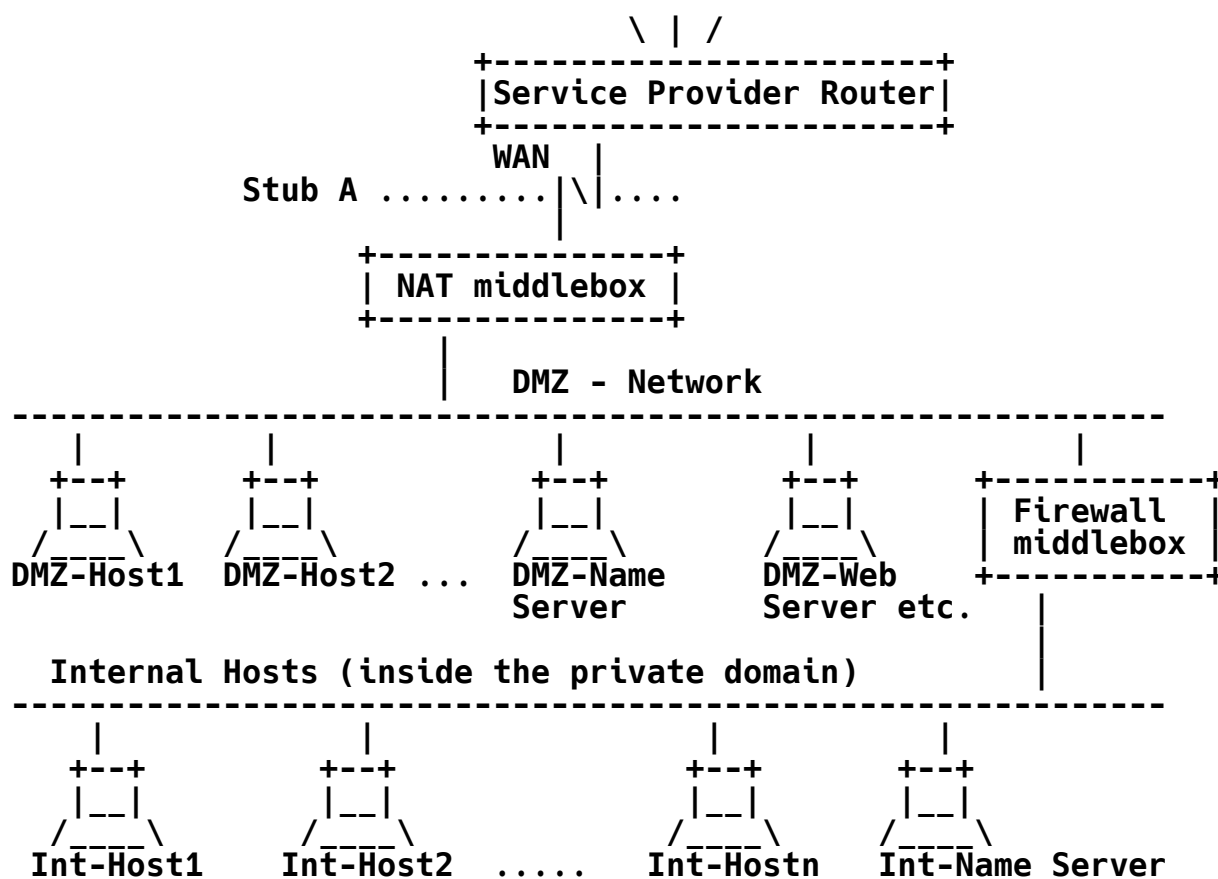 Service Provider Router
WAN
Stub A ......... ....
NAT middlebox
DMZ - Network
Firewall
middlebox
DMZ-Host1 DMZ-Host2 ... DMZ-Name DMZ-Web
Server Server etc.
Internal Hosts (inside the private domain)
Int-Host1 Int-Host2 ..... Int-Hostn Int-Name Server